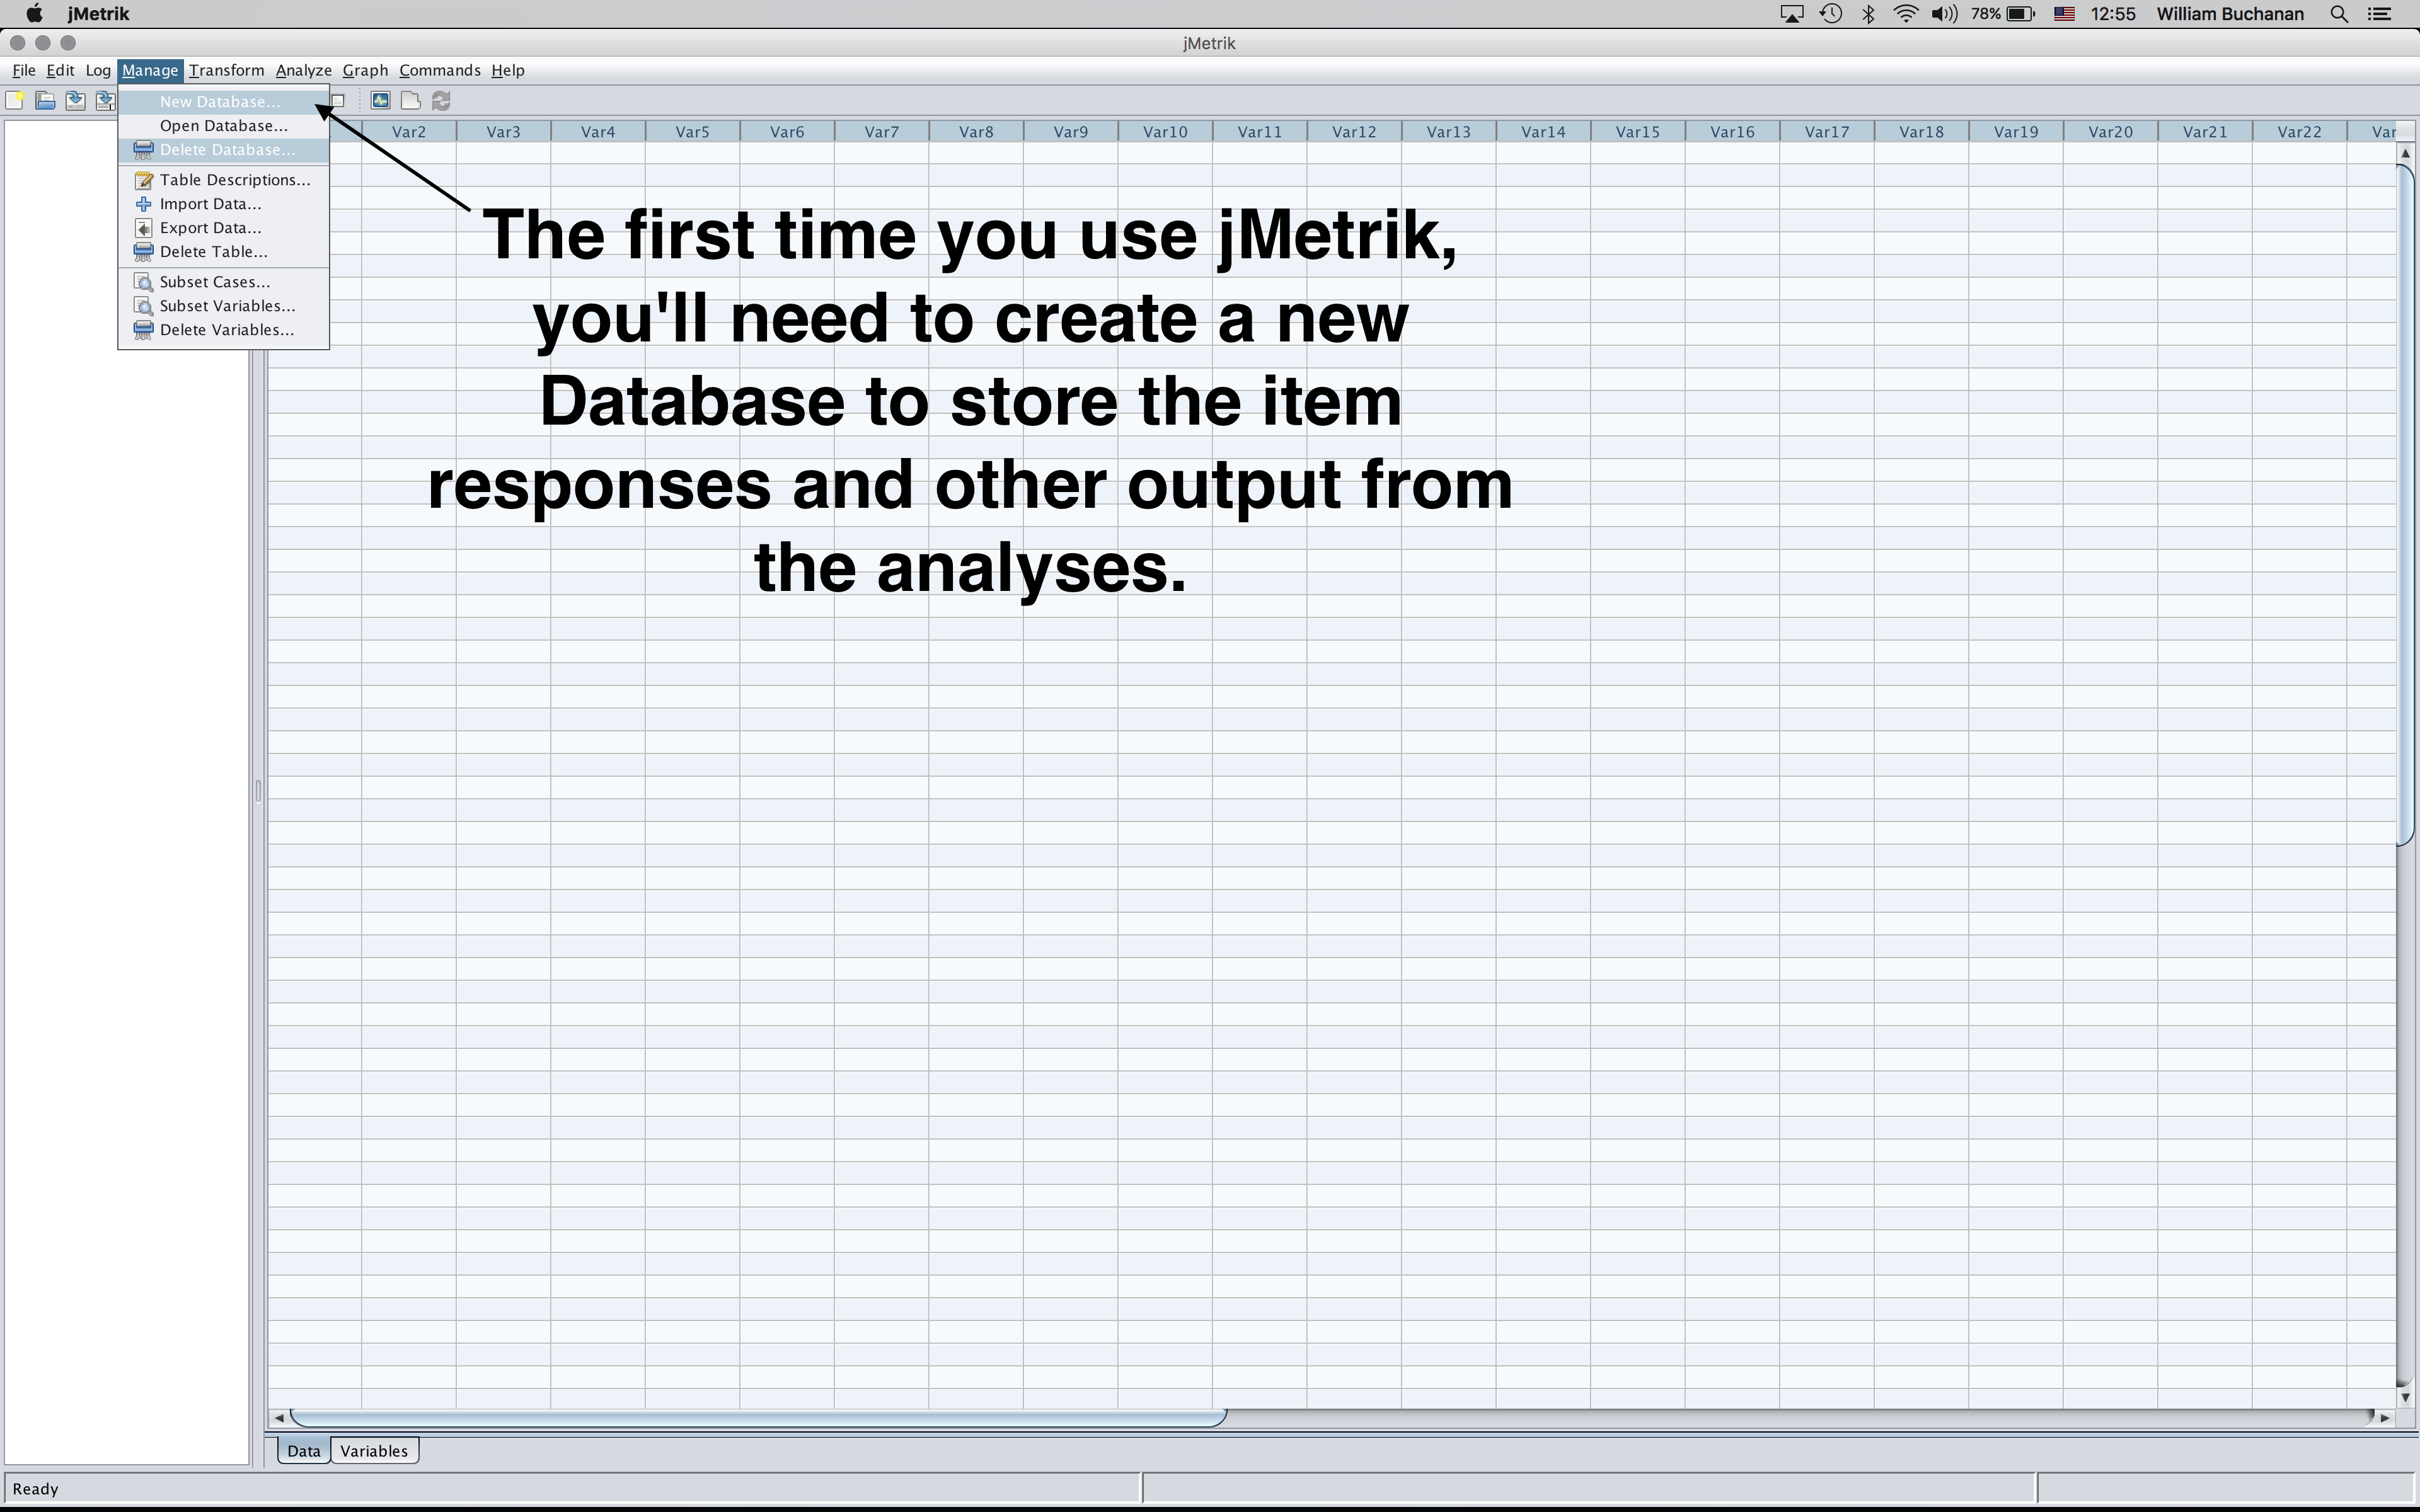 jMetrik
78%
12:55
William Buchanan
jMetrik
File Edit Log Manage Transform Analyze Graph Commands Help
New Database...
Open Database...
Delete Database...
Table Descriptions...
Import Data...
Export Data...
Delete Table...
Subset Cases...
Subset Variables...
Delete Variables...
Var2 Var3 Var4 Var5 Var6 Var7 Var8 Var9 Var10 Var11 Var12 Var13 Var14 Var15 Var16 Var17 Var18 Var19 Var20 Var21 Var22 Var
The first time you use jMetrik,
you'll need to create a new
Database to store the item
responses and other output from
the analyses.
Data Variables
Ready